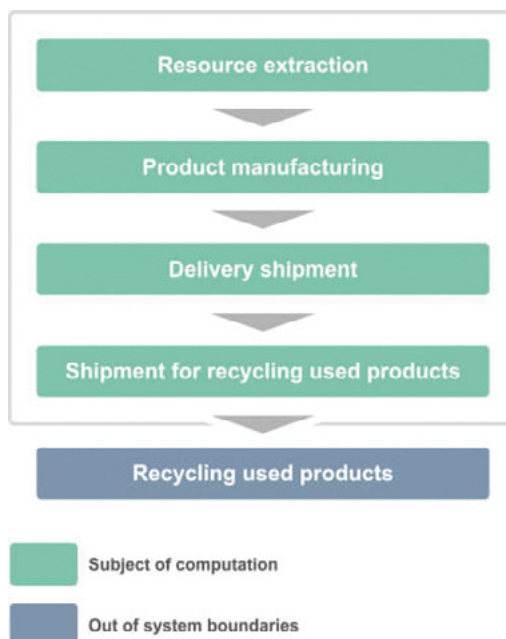 Resource extraction
Product manufacturing
Delivery shipment
Shipment for recycling used products
Recycling used products
Subject of computation
Out of system boundaries